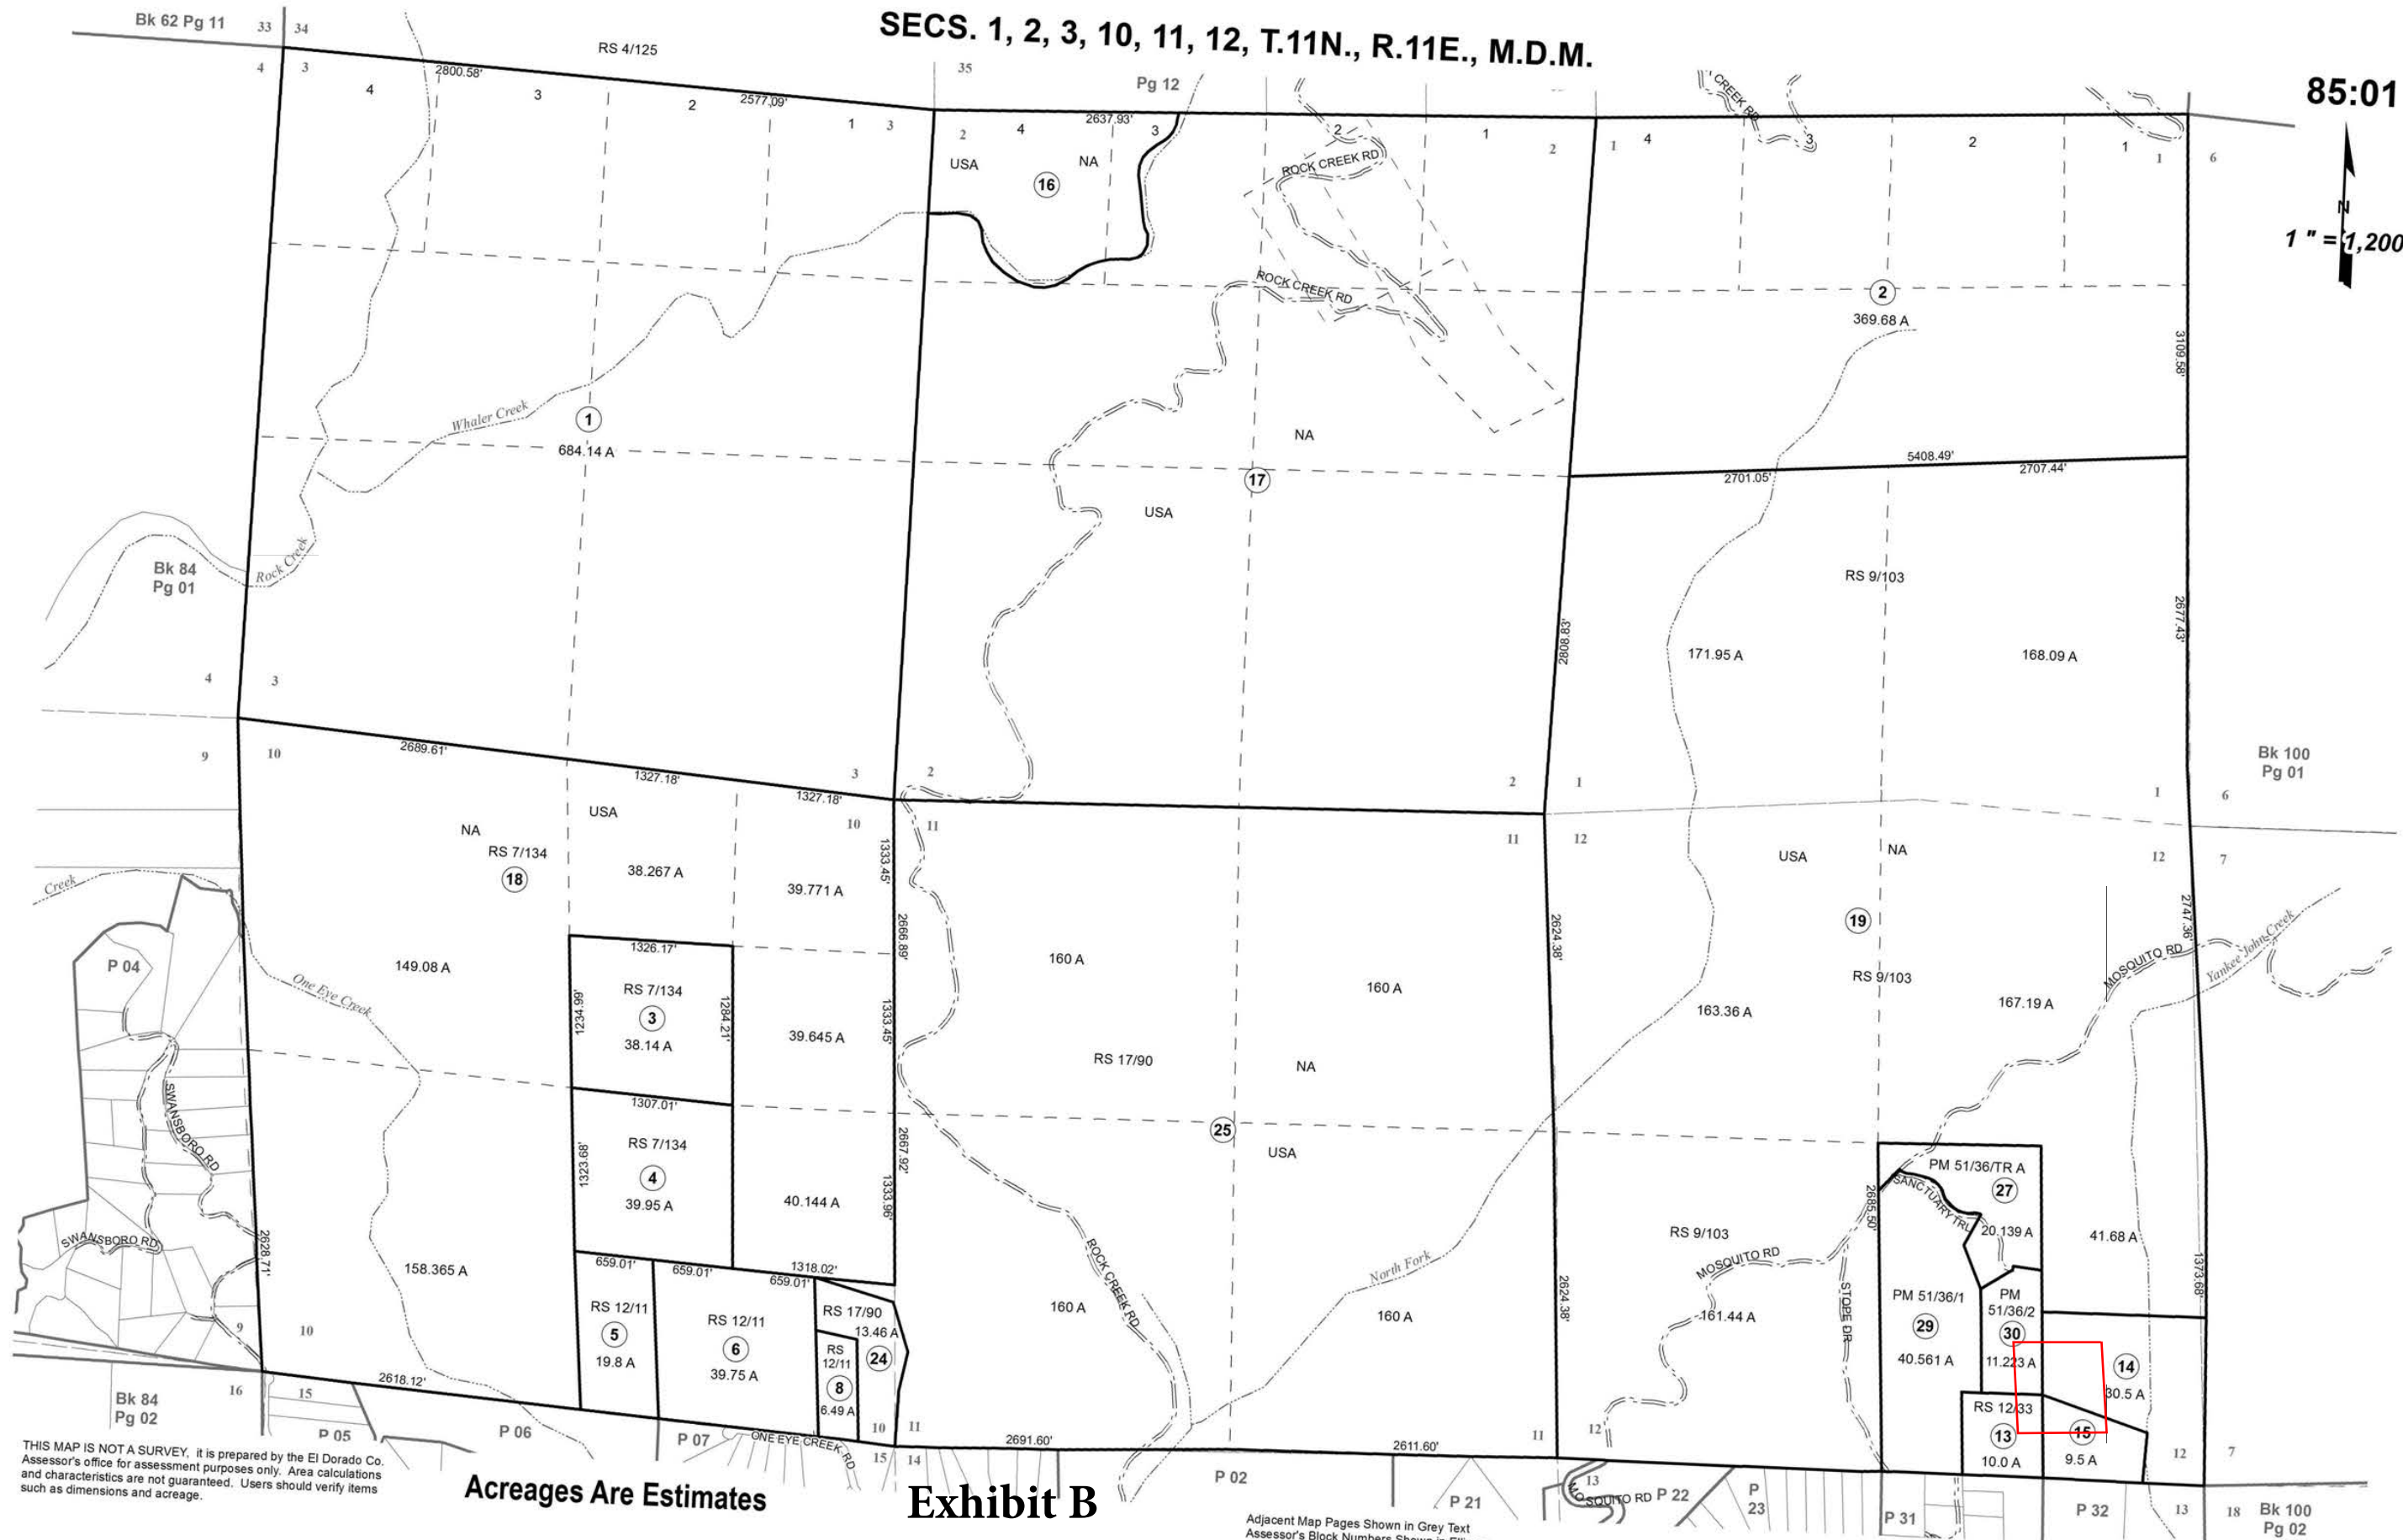 SECS. 1, 2, 3, 10, 11, 12, T.11N., R.11E., M.D.M.
85:01
N
1 " = 1,200
Bk 62 Pg 11
33
34
RS 4/125
35
Pg 12
CREEK RD
4
3
2800.58'
4
3
2
2577.09'
1
3
2
4
2637.93'
3
2
1
2
1
4
3
2
1
1
6
USA
NA
16
ROCK CREEK RD
ROCK CREEK RD
2
369.68 A
3109.58'
Whaler Creek
1
684.14 A
NA
17
USA
5408.49'
2701.05'
2707.44'
Rock Creek
Bk 84
Pg 01
RS 9/103
2808.83'
171.95 A
168.09 A
2677.43'
4
3
9
10
2689.61'
1327.18'
1327.18'
3
2
2
1
1
6
Bk 100
Pg 01
USA
NA
RS 7/134
18
10
11
11
12
12
7
38.267 A
39.771 A
1333.45'
2666.89'
USA
NA
19
RS 9/103
2624.38'
2747.36'
Creek
P 04
149.08 A
One Eye Creek
1326.17'
RS 7/134
3
38.14 A
1234.99'
1284.21'
39.645 A
1333.45'
160 A
160 A
RS 17/90
NA
163.36 A
167.19 A
MOSQUITO RD
Yankee John Creek
SWANSBORO RD
SWANSBORO RD
1307.01'
RS 7/134
4
39.95 A
1323.68'
2667.92'
40.144 A
1333.96'
25
USA
PM 51/36/TR A
27
SANCTUARY TRL
20.139 A
2685.50'
RS 9/103
MOSQUITO RD
41.68 A
1373.68'
2628.71'
158.365 A
659.01'
659.01'
1318.02'
659.01'
ROCK CREEK RD
North Fork
2624.38'
STOPE DR
160 A
160 A
161.44 A
RS 12/11
5
19.8 A
RS 12/11
6
39.75 A
RS 17/90
13.46 A
24
RS
12/11
8
6.49 A
PM 51/36/1
29
40.561 A
PM
51/36/2
30
11.223 A
14
30.5 A
RS 12/33
13
10.0 A
15
9.5 A
9
10
16
15
2618.12'
10
11
15
14
2691.60'
2611.60'
11
12
13
12
7
13
18
Bk 84
Pg 02
P 05
P 06
P 07
ONE EYE CREEK RD
P 02
P 21
MOSQUITO RD
P 22
P
23
P 31
P 32
Bk 100
Pg 02
THIS MAP IS NOT A SURVEY, it is prepared by the El Dorado Co.
Assessor's office for assessment purposes only. Area calculations
and characteristics are not guaranteed. Users should verify items
such as dimensions and acreage.
Acreages Are Estimates
Exhibit B
Adjacent Map Pages Shown in Grey Text
Assessor's Block Numbers Shown in